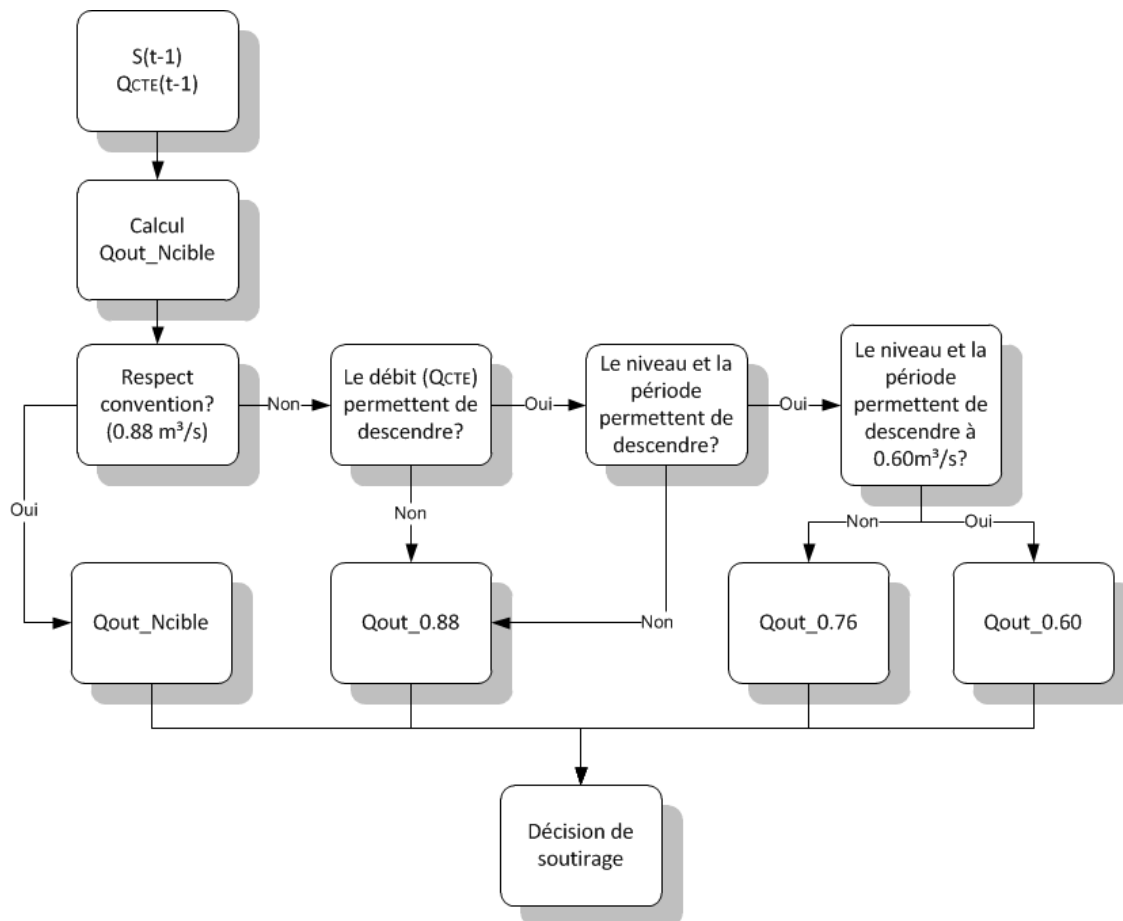 S(t-1)
QCTE(t-1)
Calcul
Qout_Ncible
Respect
convention?
(0.88 m³/s)
Non
Le débit (QCTE)
permettent de
descendre?
Oui
Le niveau et la
période
permettent de
descendre?
Oui
Le niveau et la
période
permettent de
descendre à
0.60m³/s?
Oui
Non
Non
Non
Oui
Qout_Ncible
Qout_0.88
Qout_0.76
Qout_0.60
Décision de
soutirage